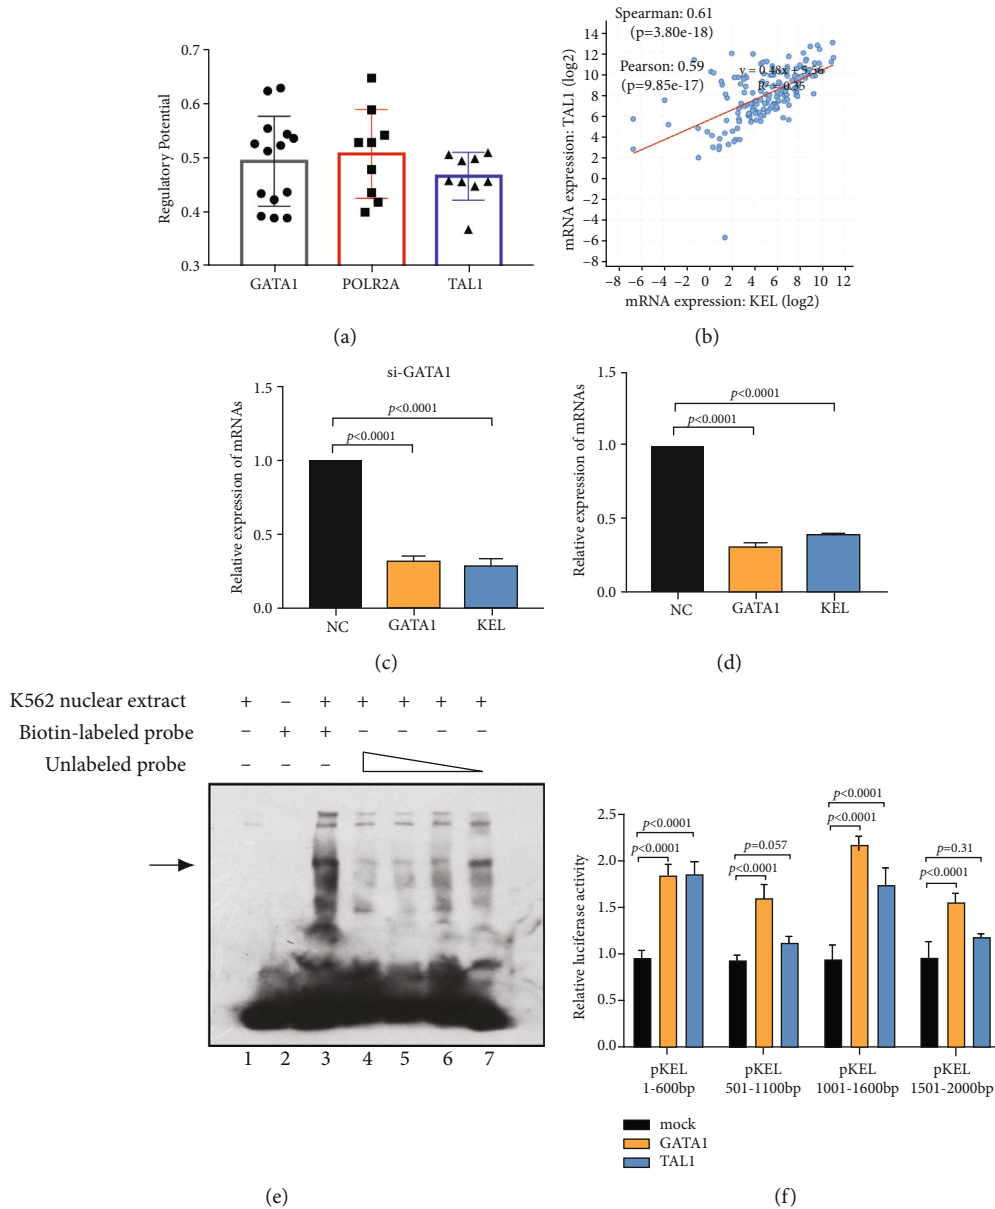 0.7
0.6
0.5
0.4
0.3
Regulatory Potential
GATA1 POLR2A TAL1
(a)
Spearman: 0.61
(p=3.80e-18)
Pearson: 0.59
(p=9.85e-17)
y = 0.48x + 5.56
R² = 0.35
14
12
10
8
6
4
2
0
−2
−4
−6
−8
mRNA expression: TAL1 (log2)
−8 −6 −4 −2 0 2 4 6 8 10 12
mRNA expression: KEL (log2)
(b)
si-GATA1
1.5
1.0
0.5
0.0
Relative expression of mRNAs
p<0.0001
p<0.0001
NC GATA1 KEL
(c)
1.5
1.0
0.5
0.0
Relative expression of mRNAs
p<0.0001
p<0.0001
NC GATA1 KEL
(d)
K562 nuclear extract + − + + + + +
Biotin-labeled probe − + + − − − −
Unlabeled probe − − −
1 2 3 4 5 6 7
(e)
2.5
2.0
1.5
1.0
0.5
0.0
Relative luciferase activity
p<0.0001
p<0.0001
p=0.057
p<0.0001
p<0.0001
p<0.0001
p=0.31
p<0.0001
pKEL pKEL pKEL pKEL
1-600bp 501-1100bp 1001-1600bp 1501-2000bp
mock
GATA1
TAL1
(f)